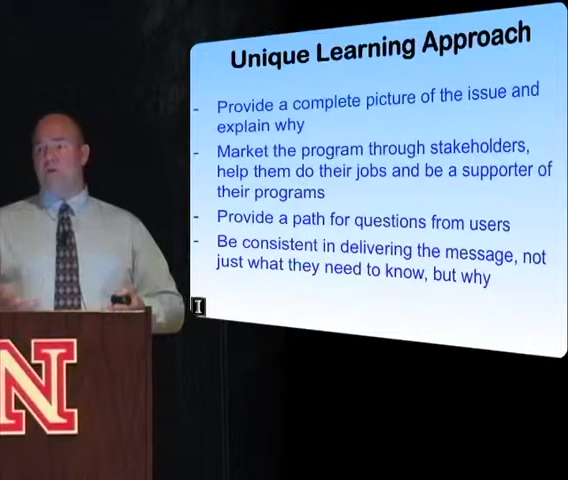 Unique Learning Approach
- Provide a complete picture of the issue and
explain why
- Market the program through stakeholders,
help them do their jobs and be a supporter of
their programs
- Provide a path for questions from users
- Be consistent in delivering the message, not
just what they need to know, but why
N